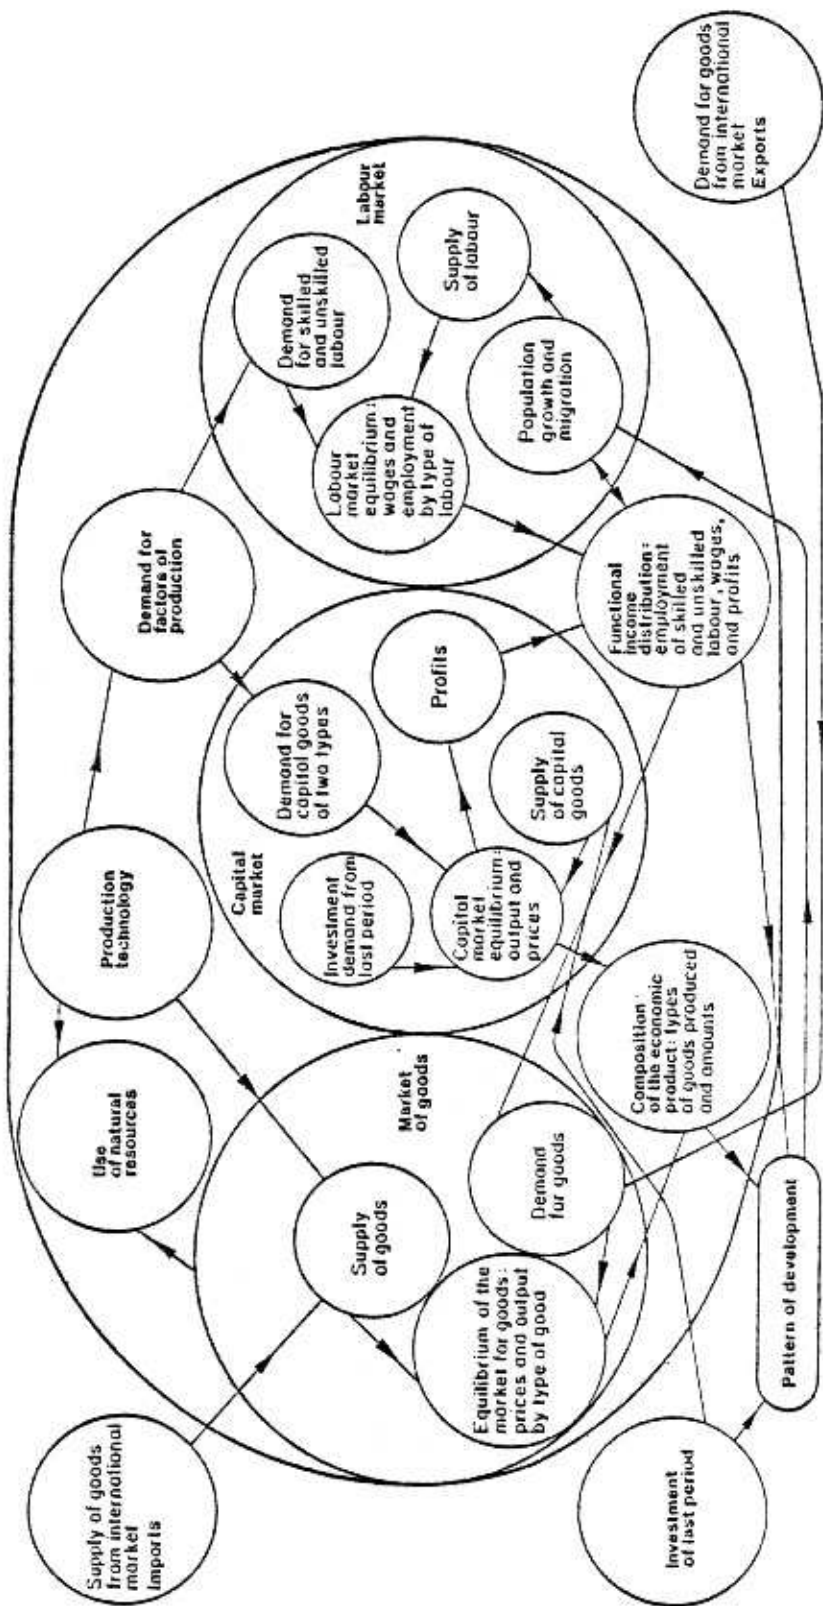 Supply of goods
from international
market
Imports
Use
of natural
resources
Production
technology
Demand for
factors of
production
Demand for goods
from international
market
Exports
Market
of goods
Supply
of goods
Equilibrium of the
market for goods:
prices and output
by type of good
Demand
fur goods
Capital
market
Investment
demand from
last period
Demand for
capital goods
of two types
Capital
market
equilibrium:
output and
prices
Profits
Supply
of capital
goods
Labour
market
Demand
for skilled
and unskilled
labour
Labour
market
equilibrium:
wages and
employment
by type of
labour
Supply
of labour
Population
growth and
migration
Composition
of the economic
product: types
of goods produced
and amounts
Functional
income
distribution:
employment
of skilled
and unskilled
labour, wages,
and profits
Investment
of last period
Pattern of development